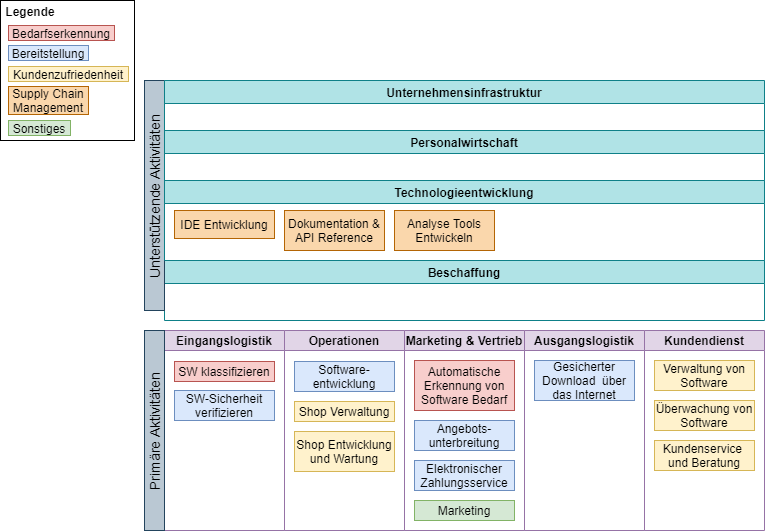 Legende
Bedarfserkennung
Bereitstellung
Kundenzufriedenheit
Supply Chain
Management
Sonstiges
Unterstützende Aktivitäten
Unternehmensinfrastruktur
Personalwirtschaft
Technologieentwicklung
IDE Entwicklung
Dokumentation &
API Reference
Analyse Tools
Entwickeln
Beschaffung
Primäre Aktivitäten
Eingangslogistik
SW klassifizieren
SW-Sicherheit
verifizieren
Operationen
Software-
entwicklung
Shop Verwaltung
Shop Entwicklung
und Wartung
Marketing & Vertrieb
Automatische
Erkennung von
Software Bedarf
Angebots-
unterbreitung
Elektronischer
Zahlungsservice
Marketing
Ausgangslogistik
Gesicherter
Download über
das Internet
Kundendienst
Verwaltung von
Software
Überwachung von
Software
Kundenservice
und Beratung